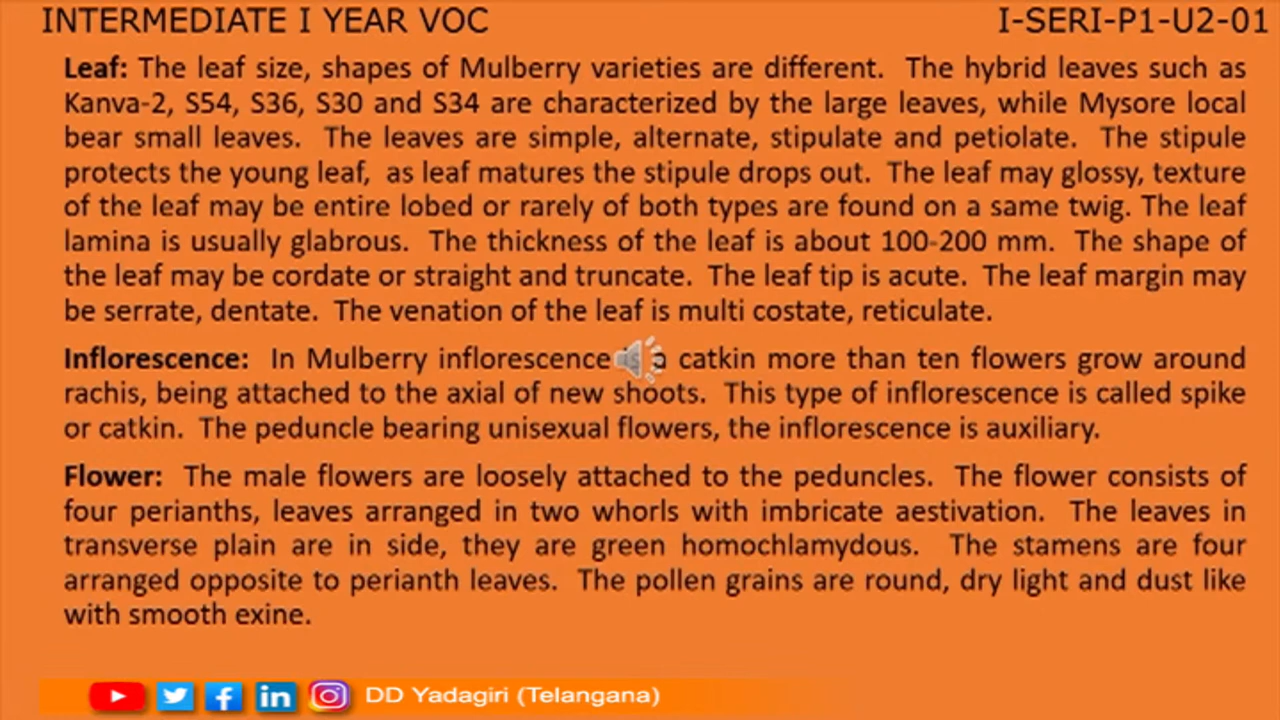 INTERMEDIATE I YEAR VOC
I-SERI-P1-U2-01
Leaf: The leaf size, shapes of Mulberry varieties are different. The hybrid leaves such as
Kanva-2, S54, S36, S30 and S34 are characterized by the large leaves, while Mysore local
bear small leaves. The leaves are simple, alternate, stipulate and petiolate. The stipule
protects the young leaf, as leaf matures the stipule drops out. The leaf may glossy, texture
of the leaf may be entire lobed or rarely of both types are found on a same twig. The leaf
lamina is usually glabrous. The thickness of the leaf is about 100-200 mm. The shape of
the leaf may be cordate or straight and truncate. The leaf tip is acute. The leaf margin may
be serrate, dentate. The venation of the leaf is multi costate, reticulate.
Inflorescence: In Mulberry inflorescence catkin more than ten flowers grow around
rachis, being attached to the axial of new shoots. This type of inflorescence is called spike
or catkin. The peduncle bearing unisexual flowers, the inflorescence is auxiliary.
Flower: The male flowers are loosely attached to the peduncles. The flower consists of
four perianths, leaves arranged in two whorls with imbricate aestivation. The leaves in
transverse plain are in side, they are green homochlamydous. The stamens are four
arranged opposite to perianth leaves. The pollen grains are round, dry light and dust like
with smooth exine.
DD Yadagiri (Telangana)